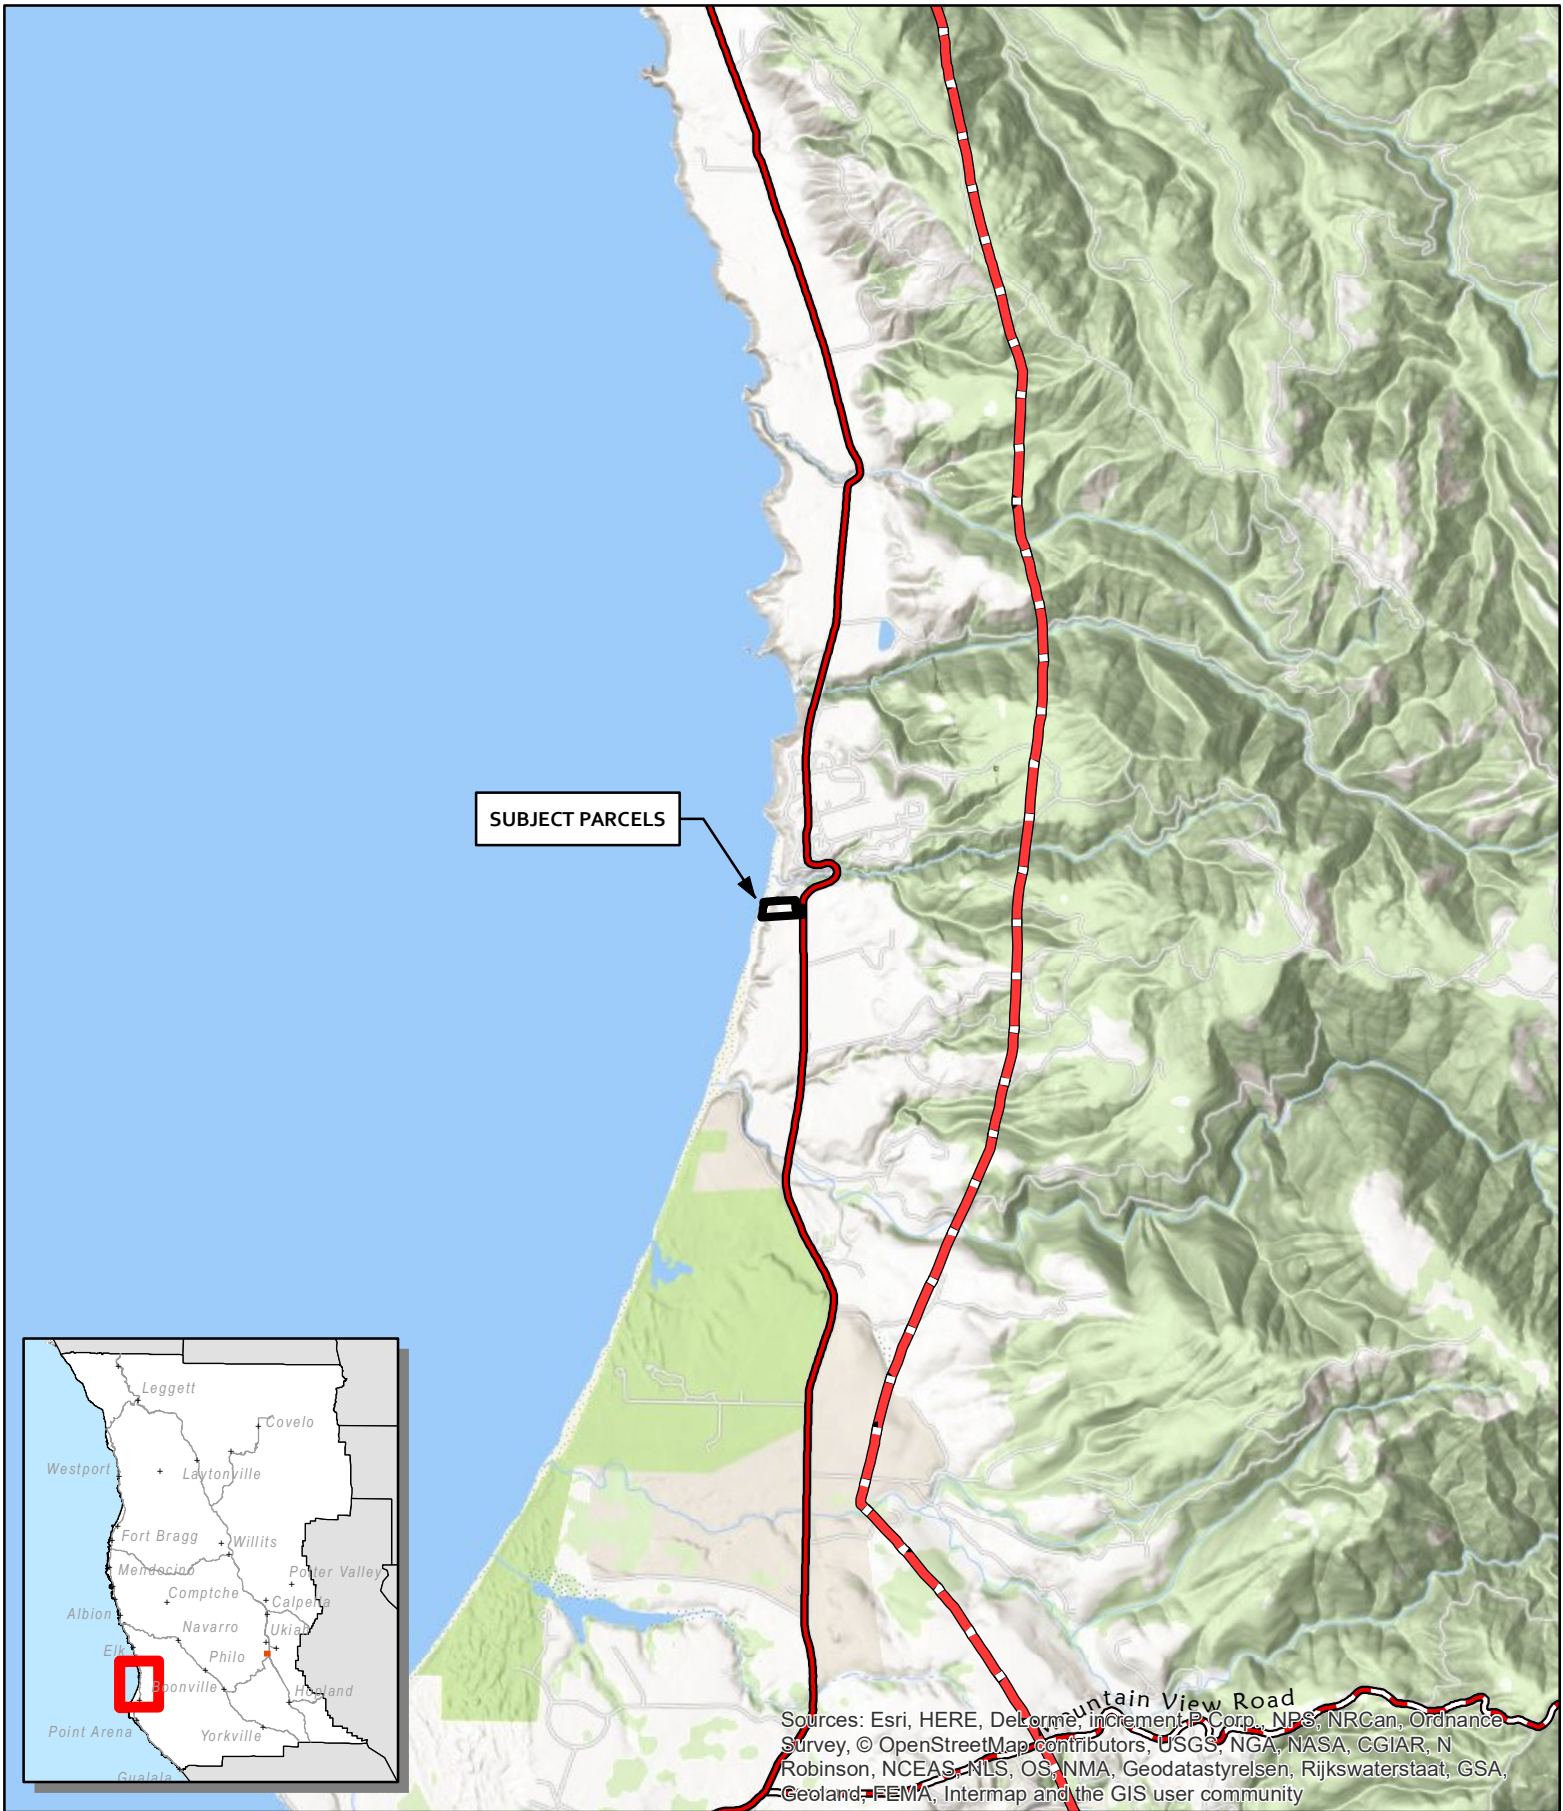 SUBJECT PARCELS
Leggett
Covelo
Westport
Laytonville
Fort Bragg
Willits
Mendocino
Potter Valley
Comptche
Calpella
Albion
Navarro
Ukiah
Elk
Philo
Boonville
Hopland
Point Arena
Yorkville
Gualala
Mountain View Road
Sources: Esri, HERE, DeLorme, increment P Corp., NPS, NRCan, Ordnance
Survey, © OpenStreetMap contributors, USGS, NGA, NASA, CGIAR, N
Robinson, NCEAS, NLS, OS, NMA, Geodatastyrelsen, Rijkswaterstaat, GSA,
Geoland, FEMA, Intermap and the GIS user community